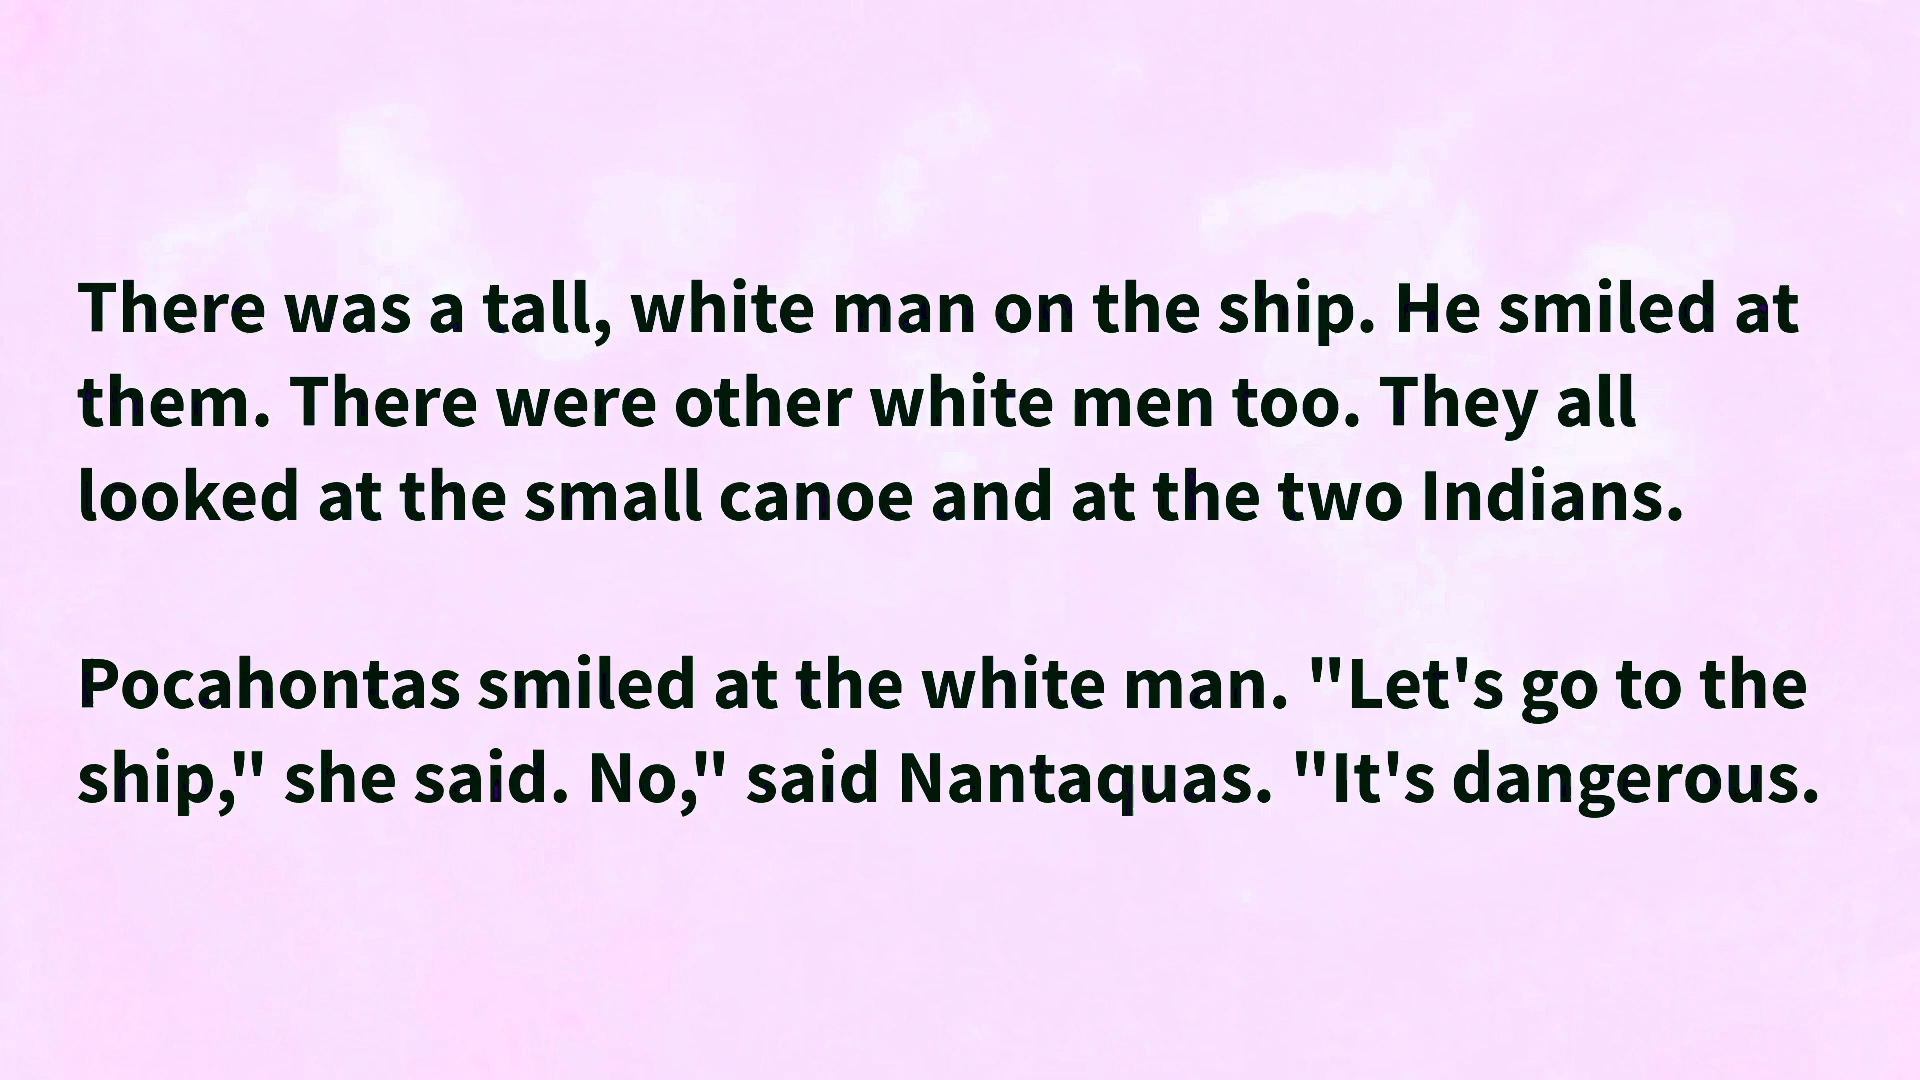 There was a tall, white man on the ship. He smiled at
them. There were other white men too. They all
looked at the small canoe and at the two Indians.
Pocahontas smiled at the white man. "Let's go to the
ship," she said. No," said Nantaquas. "It's dangerous.